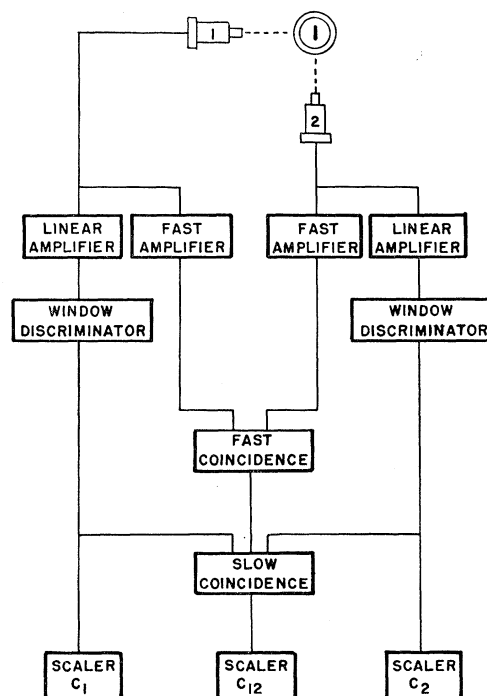 1
2
LINEAR
AMPLIFIER
FAST
AMPLIFIER
FAST
AMPLIFIER
LINEAR
AMPLIFIER
WINDOW
DISCRIMINATOR
WINDOW
DISCRIMINATOR
FAST
COINCIDENCE
SLOW
COINCIDENCE
SCALER
C1
SCALER
C12
SCALER
C2